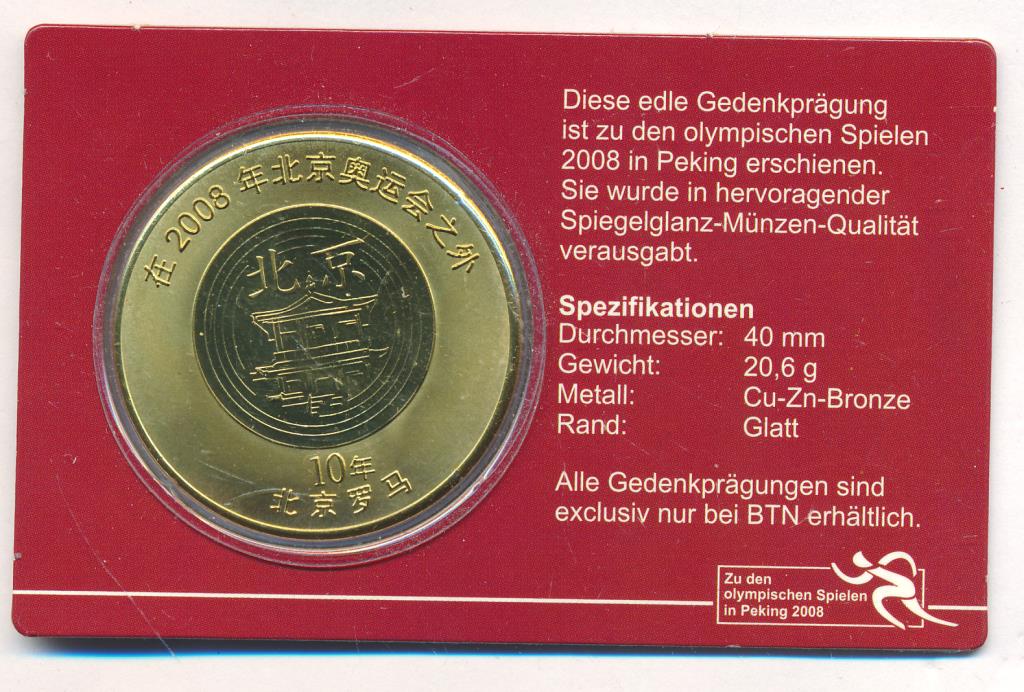 在 2008 年北京奥运会之外
北京
10年
北京罗马
Diese edle Gedenkprägung
ist zu den olympischen Spielen
2008 in Peking erschienen.
Sie wurde in hervoragender
Spiegelglanz-Münzen-Qualität
verausgabt.
Spezifikationen
Durchmesser: 40 mm
Gewicht: 20,6 g
Metall: Cu-Zn-Bronze
Rand: Glatt
Alle Gedenkprägungen sind
exclusiv nur bei BTN erhältlich.
Zu den
olympischen Spielen
in Peking 2008